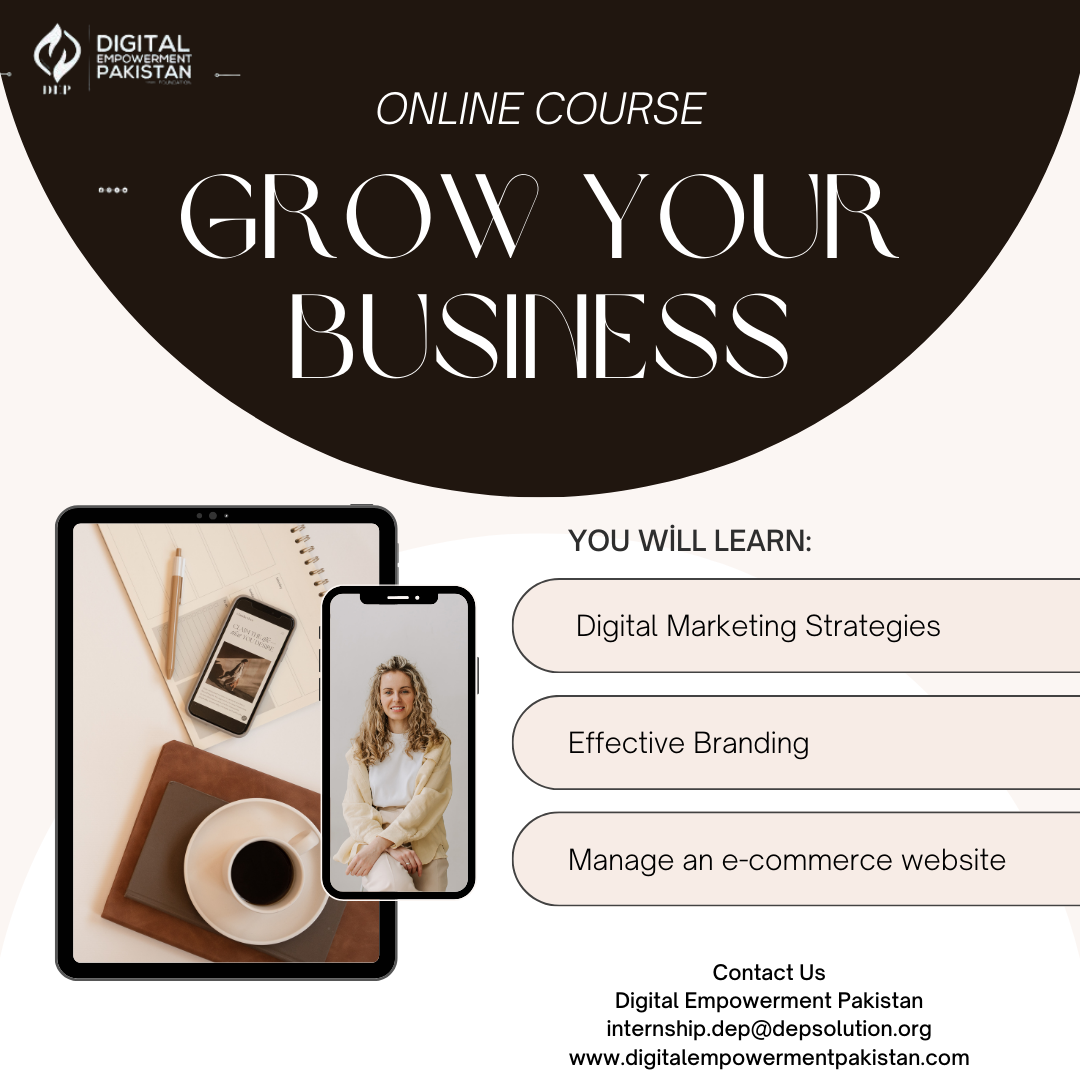 DIGITAL
EMPOWERMENT
PAKISTAN
FOUNDATION
DEP
ONLINE COURSE
GROW YOUR
BUSINESS
YOU WİLL LEARN:
Digital Marketing Strategies
Effective Branding
Manage an e-commerce website
Contact Us
Digital Empowerment Pakistan
internship.dep@depsolution.org
www.digitalempowermentpakistan.com